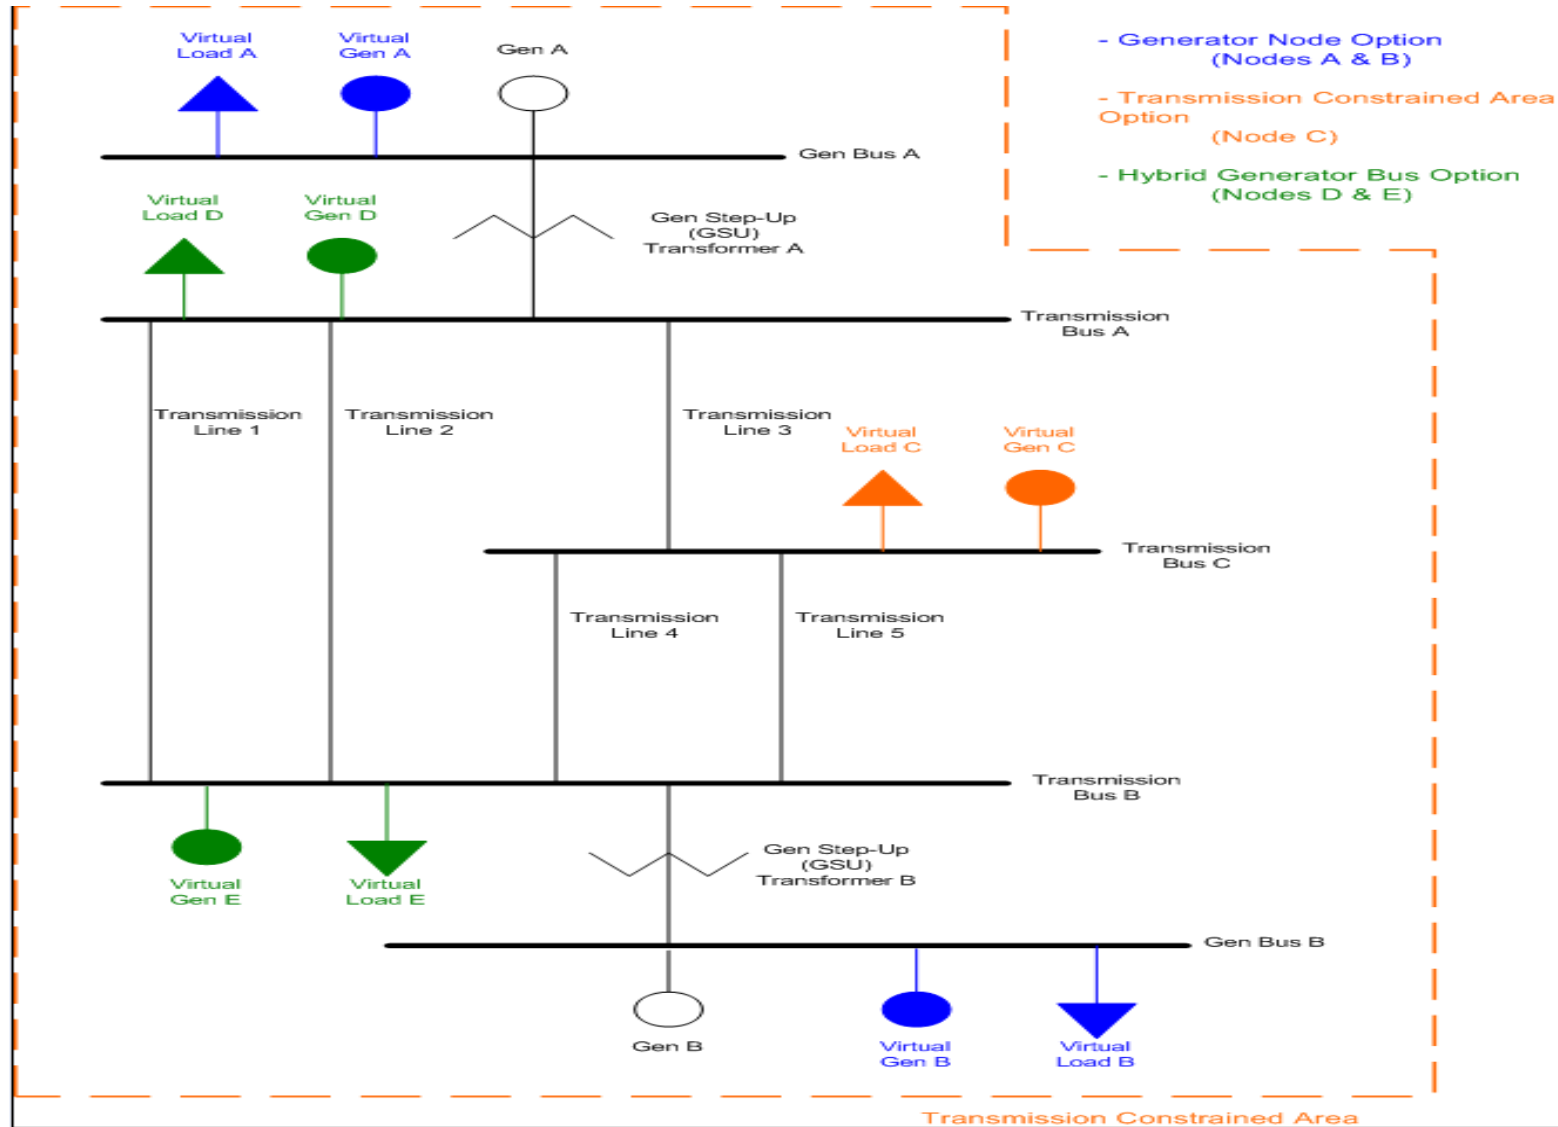 Virtual
Load A
Virtual
Gen A
Gen A
- Generator Node Option
(Nodes A & B)
- Transmission Constrained Area
Option
(Node C)
- Hybrid Generator Bus Option
(Nodes D & E)
Gen Bus A
Virtual
Load D
Virtual
Gen D
Gen Step-Up
(GSU)
Transformer A
Transmission
Bus A
Transmission
Line 1
Transmission
Line 2
Transmission
Line 3
Virtual
Load C
Virtual
Gen C
Transmission
Bus C
Transmission
Line 4
Transmission
Line 5
Transmission
Bus B
Virtual
Gen E
Virtual
Load E
Gen Step-Up
(GSU)
Transformer B
Gen Bus B
Gen B
Virtual
Gen B
Virtual
Load B
Transmission Constrained Area